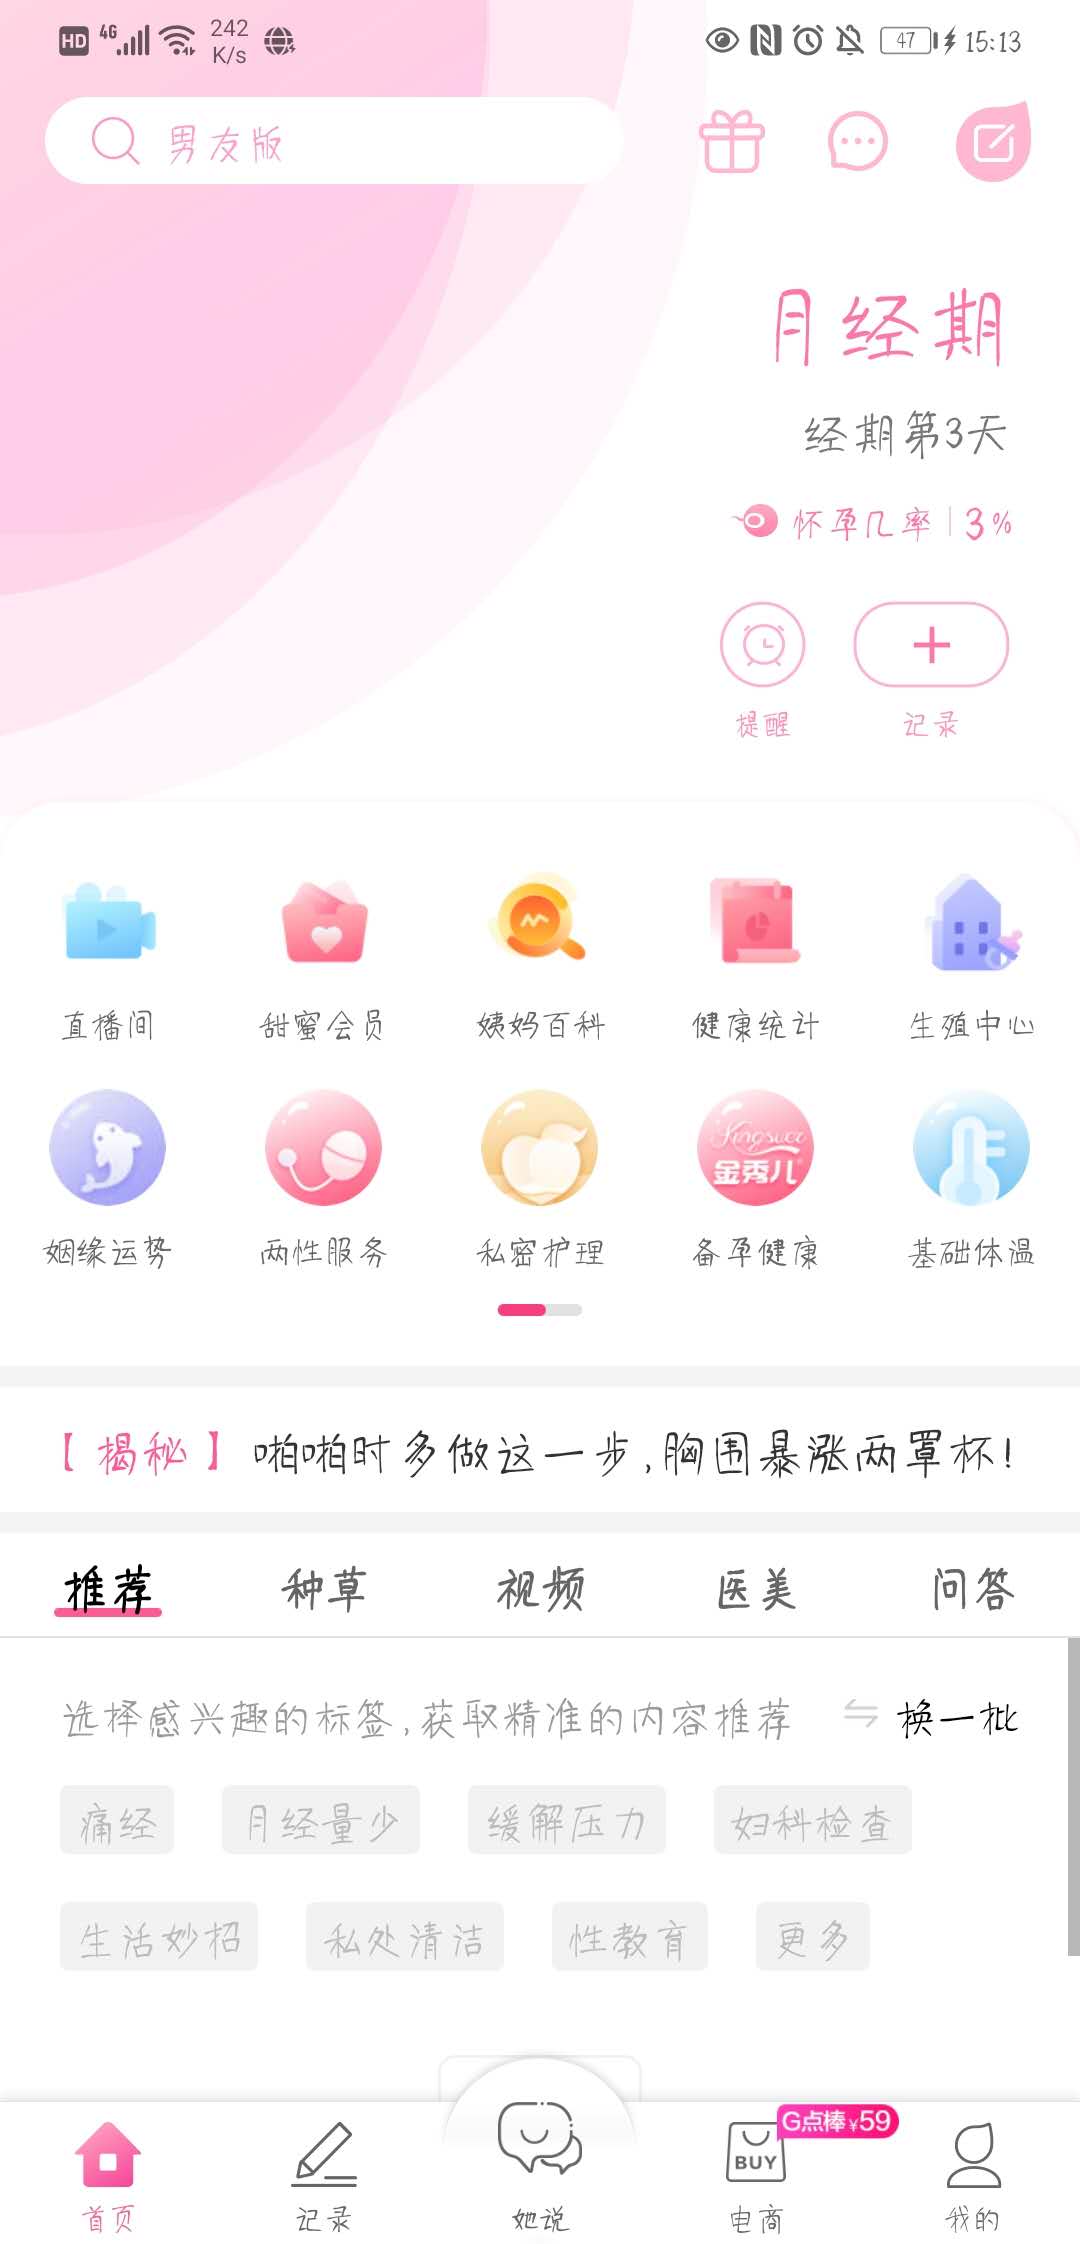 HD 4G 242 K/s 47 15:13
男友版
月经期
经期第3天
怀孕几率 3%
提醒 记录
直播间 甜蜜会员 姨妈百科 健康统计 生殖中心
Kingsuer
金秀儿
姻缘运势 两性服务 私密护理 备孕健康 基础体温
【揭秘】啪啪时多做这一步,胸围暴涨两罩杯!
推荐 种草 视频 医美 问答
选择感兴趣的标签,获取精准的内容推荐 换一批
痛经 月经量少 缓解压力 妇科检查
生活妙招 私处清洁 性教育 更多
G点棒¥59
BUY
首页 记录 她说 电商 我的